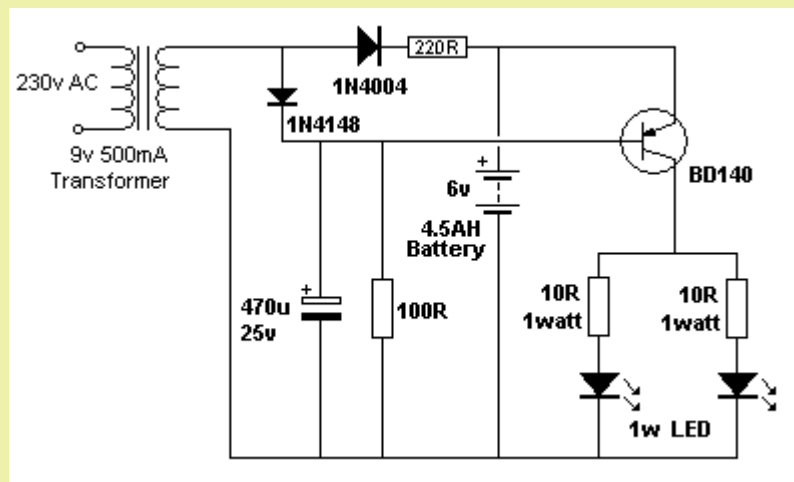 230v AC
9v 500mA
Transformer
1N4004
220R
1N4148
+
6v
4.5AH
Battery
BD140
+
470u
25v
100R
10R
1watt
10R
1watt
1w LED